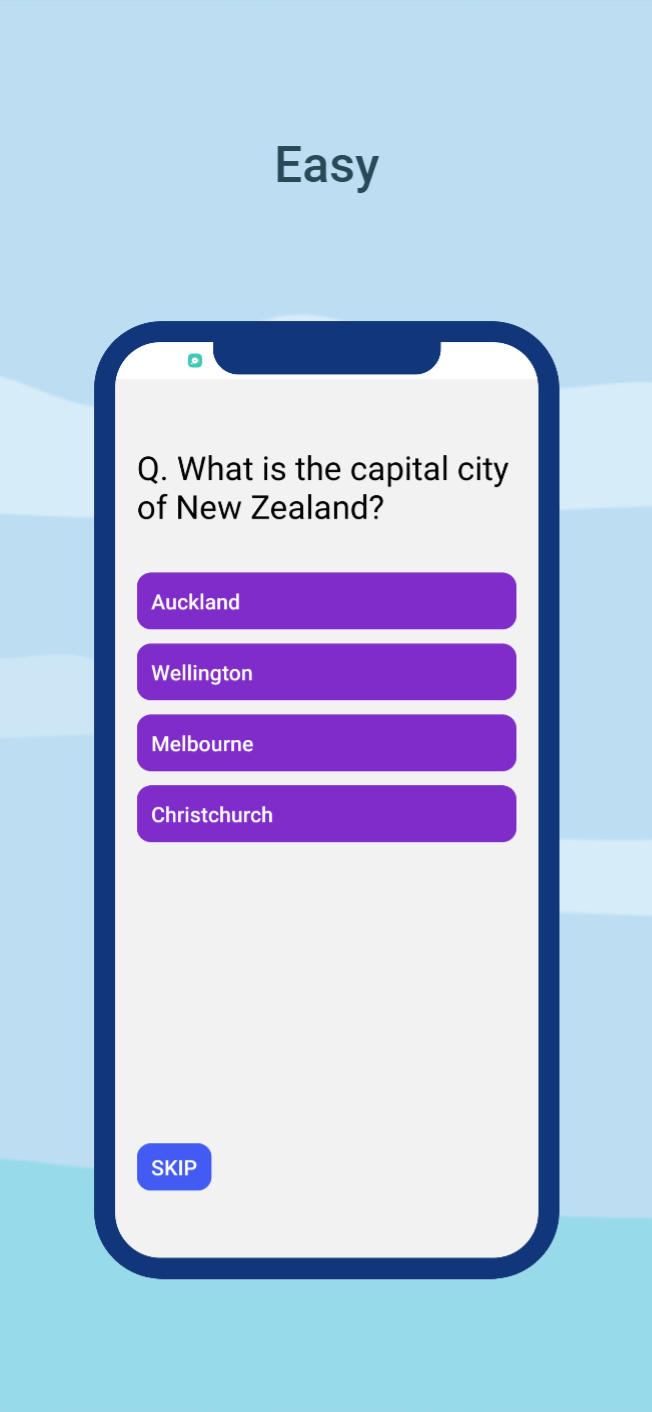 Easy
Q. What is the capital city
of New Zealand?
Auckland
Wellington
Melbourne
Christchurch
SKIP